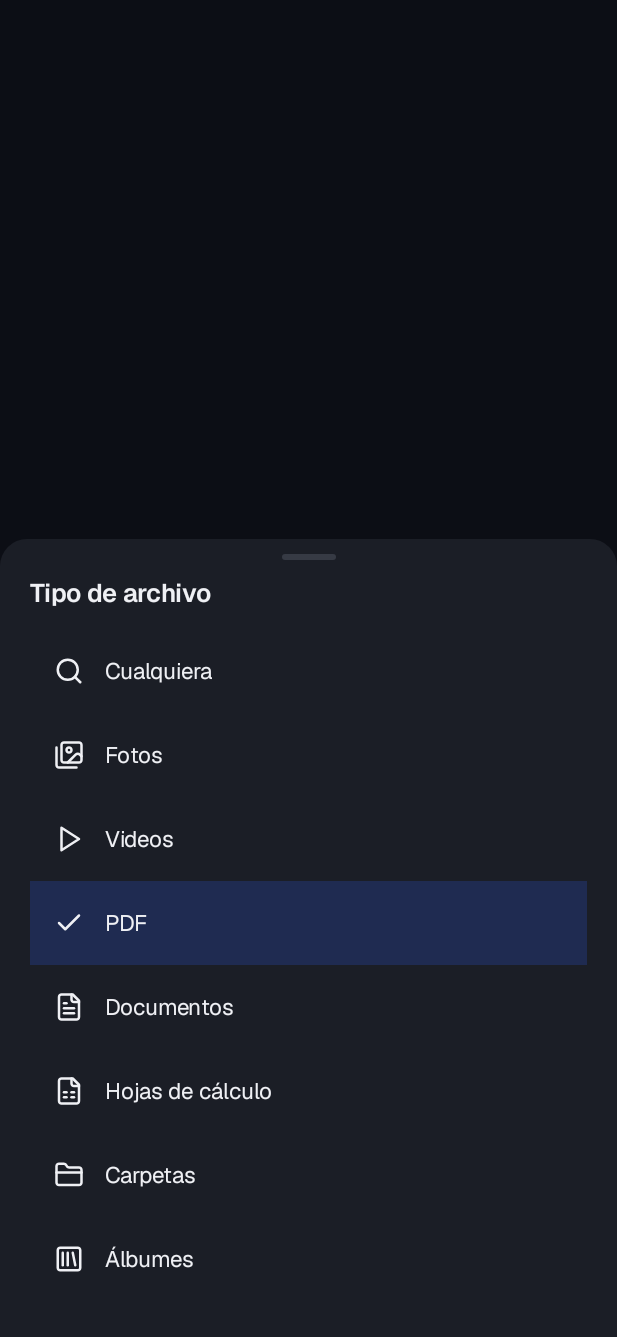 Tipo de archivo
Cualquiera
Fotos
Videos
PDF
Documentos
Hojas de cálculo
Carpetas
Álbumes